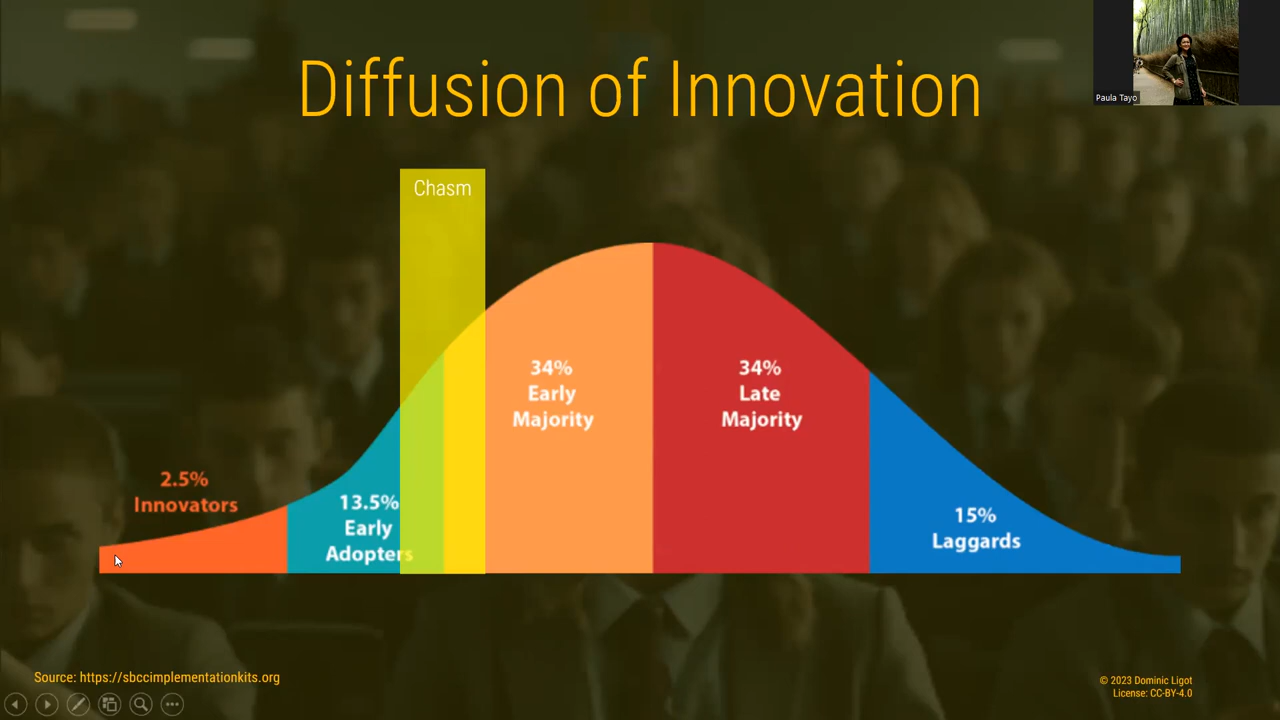 Diffusion of Innovation
Paula Tayo
Chasm
2.5%
Innovators
13.5%
Early
Adopters
34%
Early
Majority
34%
Late
Majority
15%
Laggards
Source: https://sbccimplementationkits.org
© 2023 Dominic Ligot
License: CC-BY-4.0